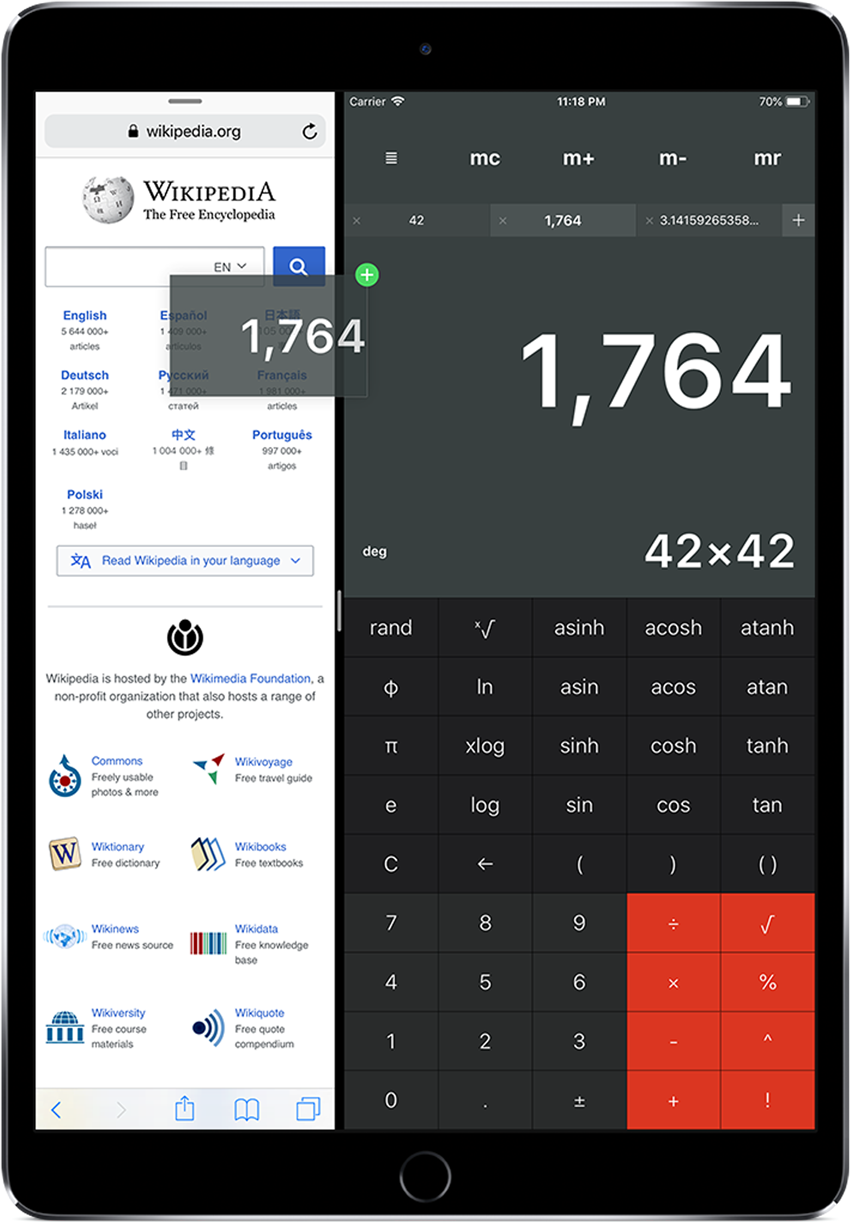 wikipedia.org
WIKIPEDIA
The Free Encyclopedia
EN
English
5 644 000+
articles
Español
1 409 000+
artículos
日本語
Deutsch
2 179 000+
Artikel
Русский
1 471 000+
статей
Français
1 981 000+
articles
Italiano
1 435 000+ voci
中文
1 004 000+ 條
目
Português
997 000+
artigos
Polski
1 278 000+
haseł
1,764
Read Wikipedia in your language
Wikipedia is hosted by the Wikimedia Foundation, a
non-profit organization that also hosts a range of
other projects.
Commons
Freely usable
photos & more
Wikivoyage
Free travel guide
W
Wiktionary
Free dictionary
Wikibooks
Free textbooks
Wikinews
Free news source
Wikidata
Free knowledge
base
Wikiversity
Free course
materials
Wikiquote
Free quote
compendium
Carrier 11:18 PM 70%
mc m+ m- mr
× 42 × 1,764 × 3.14159265358... +
1,764
deg 42×42
rand ˣ√ asinh acosh atanh
ϕ ln asin acos atan
π xlog sinh cosh tanh
e log sin cos tan
C ← ( ) ( )
7 8 9 ÷ √
4 5 6 × %
1 2 3 - ^
0 . ± + !